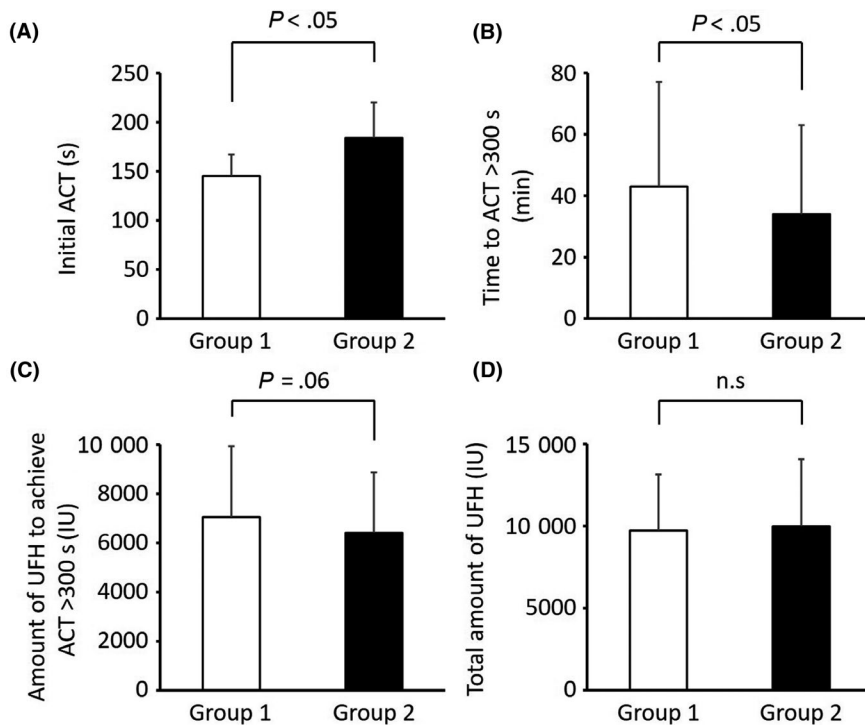 (A)
P < .05
Initial ACT (s)
250
200
150
100
50
0
Group 1
Group 2
(B)
P < .05
Time to ACT >300 s
(min)
80
60
40
20
0
Group 1
Group 2
(C)
P = .06
Amount of UFH to achieve
ACT >300 s (IU)
10 000
8000
6000
4000
2000
0
Group 1
Group 2
(D)
n.s
Total amount of UFH (IU)
15 000
10 000
5000
0
Group 1
Group 2